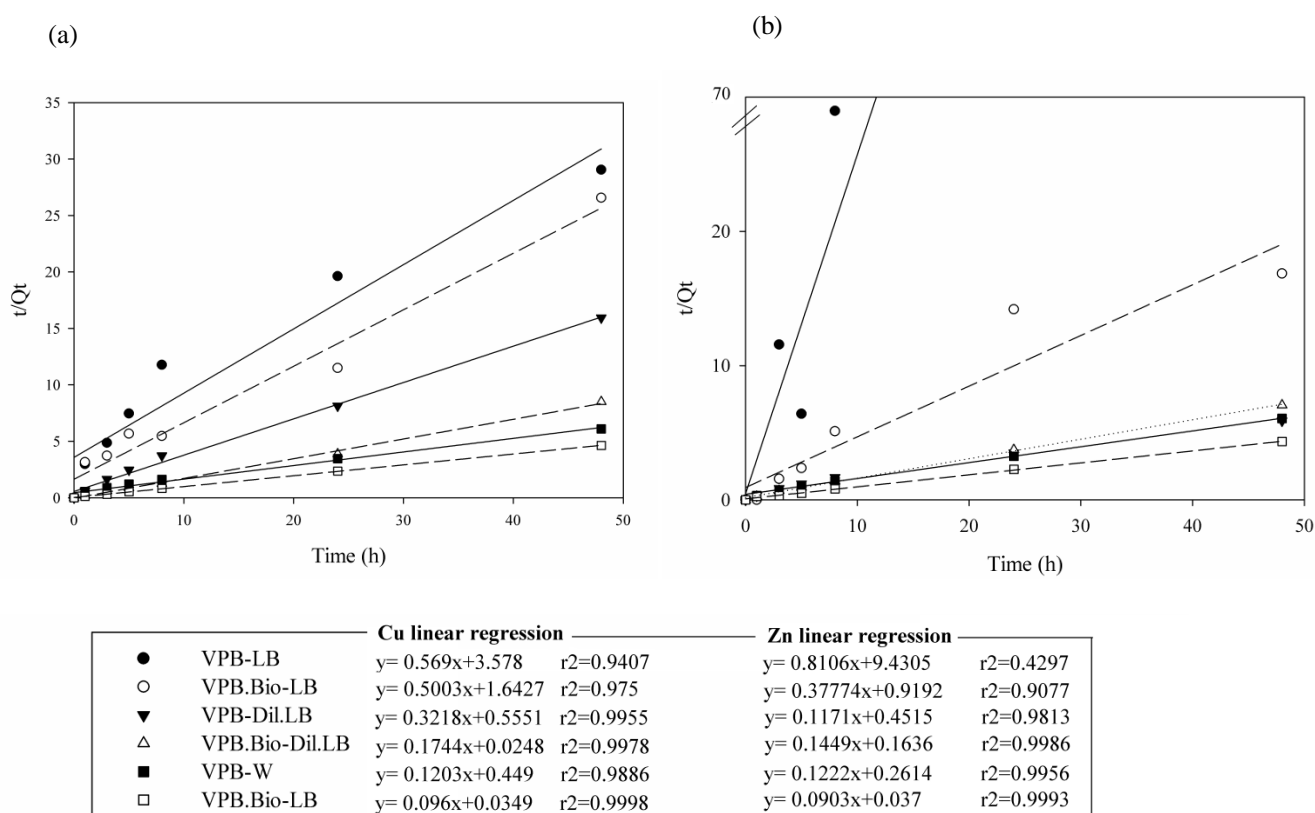 (a)
(b)
35
30
25
20
15
10
5
0
t/Qt
0 10 20 30 40 50
Time (h)
70
20
10
0
t/Qt
0 10 20 30 40 50
Time (h)
Cu linear regression Zn linear regression
VPB-LB y= 0.569x+3.578 r2=0.9407 y= 0.8106x+9.4305 r2=0.4297
VPB.Bio-LB y= 0.5003x+1.6427 r2=0.975 y= 0.37774x+0.9192 r2=0.9077
VPB-Dil.LB y= 0.3218x+0.5551 r2=0.9955 y= 0.1171x+0.4515 r2=0.9813
VPB.Bio-Dil.LB y= 0.1744x+0.0248 r2=0.9978 y= 0.1449x+0.1636 r2=0.9986
VPB-W y= 0.1203x+0.449 r2=0.9886 y= 0.1222x+0.2614 r2=0.9956
VPB.Bio-LB y= 0.096x+0.0349 r2=0.9998 y= 0.0903x+0.037 r2=0.9993